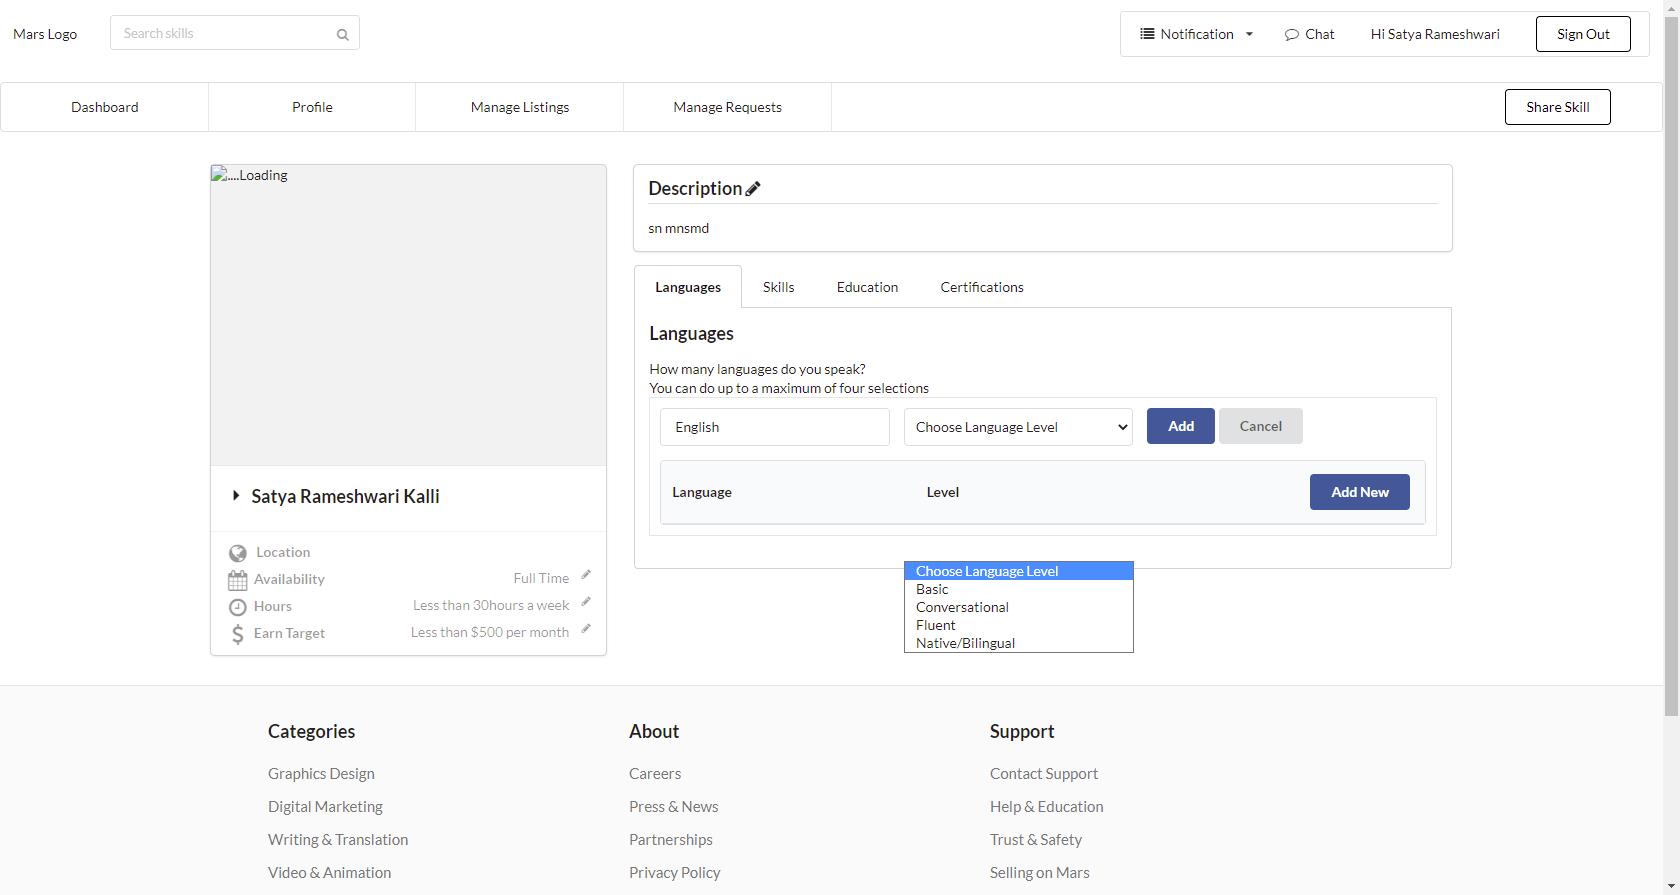 Mars Logo
Search skills
Notification
Chat
Hi Satya Rameshwari
Sign Out
Dashboard
Profile
Manage Listings
Manage Requests
Share Skill
....Loading
Satya Rameshwari Kalli
Location
Availability
Full Time
Hours
Less than 30hours a week
Earn Target
Less than $500 per month
Description
sn mnsmd
Languages
Skills
Education
Certifications
Languages
How many languages do you speak?
You can do up to a maximum of four selections
English
Choose Language Level
Add
Cancel
Language
Level
Add New
Choose Language Level
Basic
Conversational
Fluent
Native/Bilingual
Categories
Graphics Design
Digital Marketing
Writing & Translation
Video & Animation
About
Careers
Press & News
Partnerships
Privacy Policy
Support
Contact Support
Help & Education
Trust & Safety
Selling on Mars